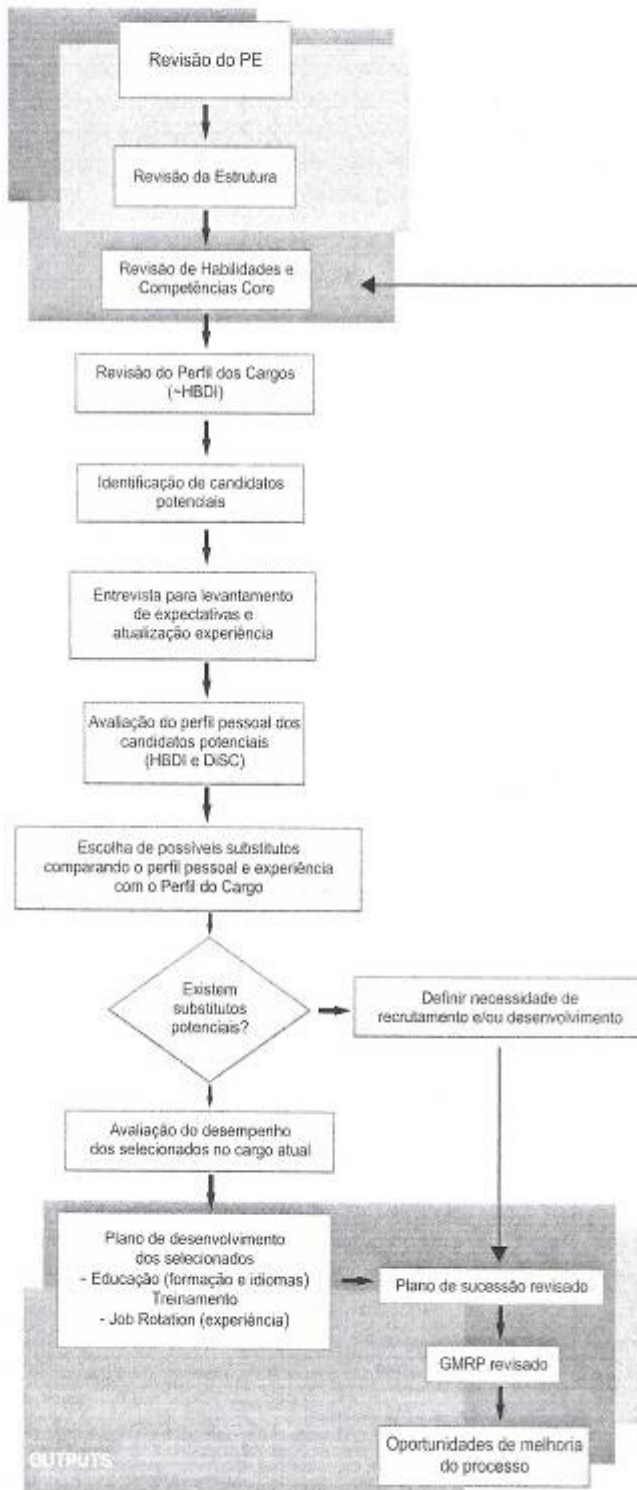 Revisão do PE
Revisão da Estrutura
Revisão de Habilidades e
Competências Core
Revisão do Perfil dos Cargos
(~HBDI)
Identificação de candidatos
potenciais
Entrevista para levantamento
de expectativas e
atualização experiência
Avaliação do perfil pessoal dos
candidatos potenciais
(HBDI e DiSC)
Escolha de possíveis substitutos
comparando o perfil pessoal e experiência
com o Perfil do Cargo
Existem
substitutos
potenciais?
Definir necessidade de
recrutamento e/ou desenvolvimento
Avaliação do desempenho
dos selecionados no cargo atual
Plano de desenvolvimento
dos selecionados
- Educação (formação e idiomas)
Treinamento
- Job Rotation (experiência)
Plano de sucessão revisado
GMRP revisado
Oportunidades de melhoria
do processo
OUTPUTS